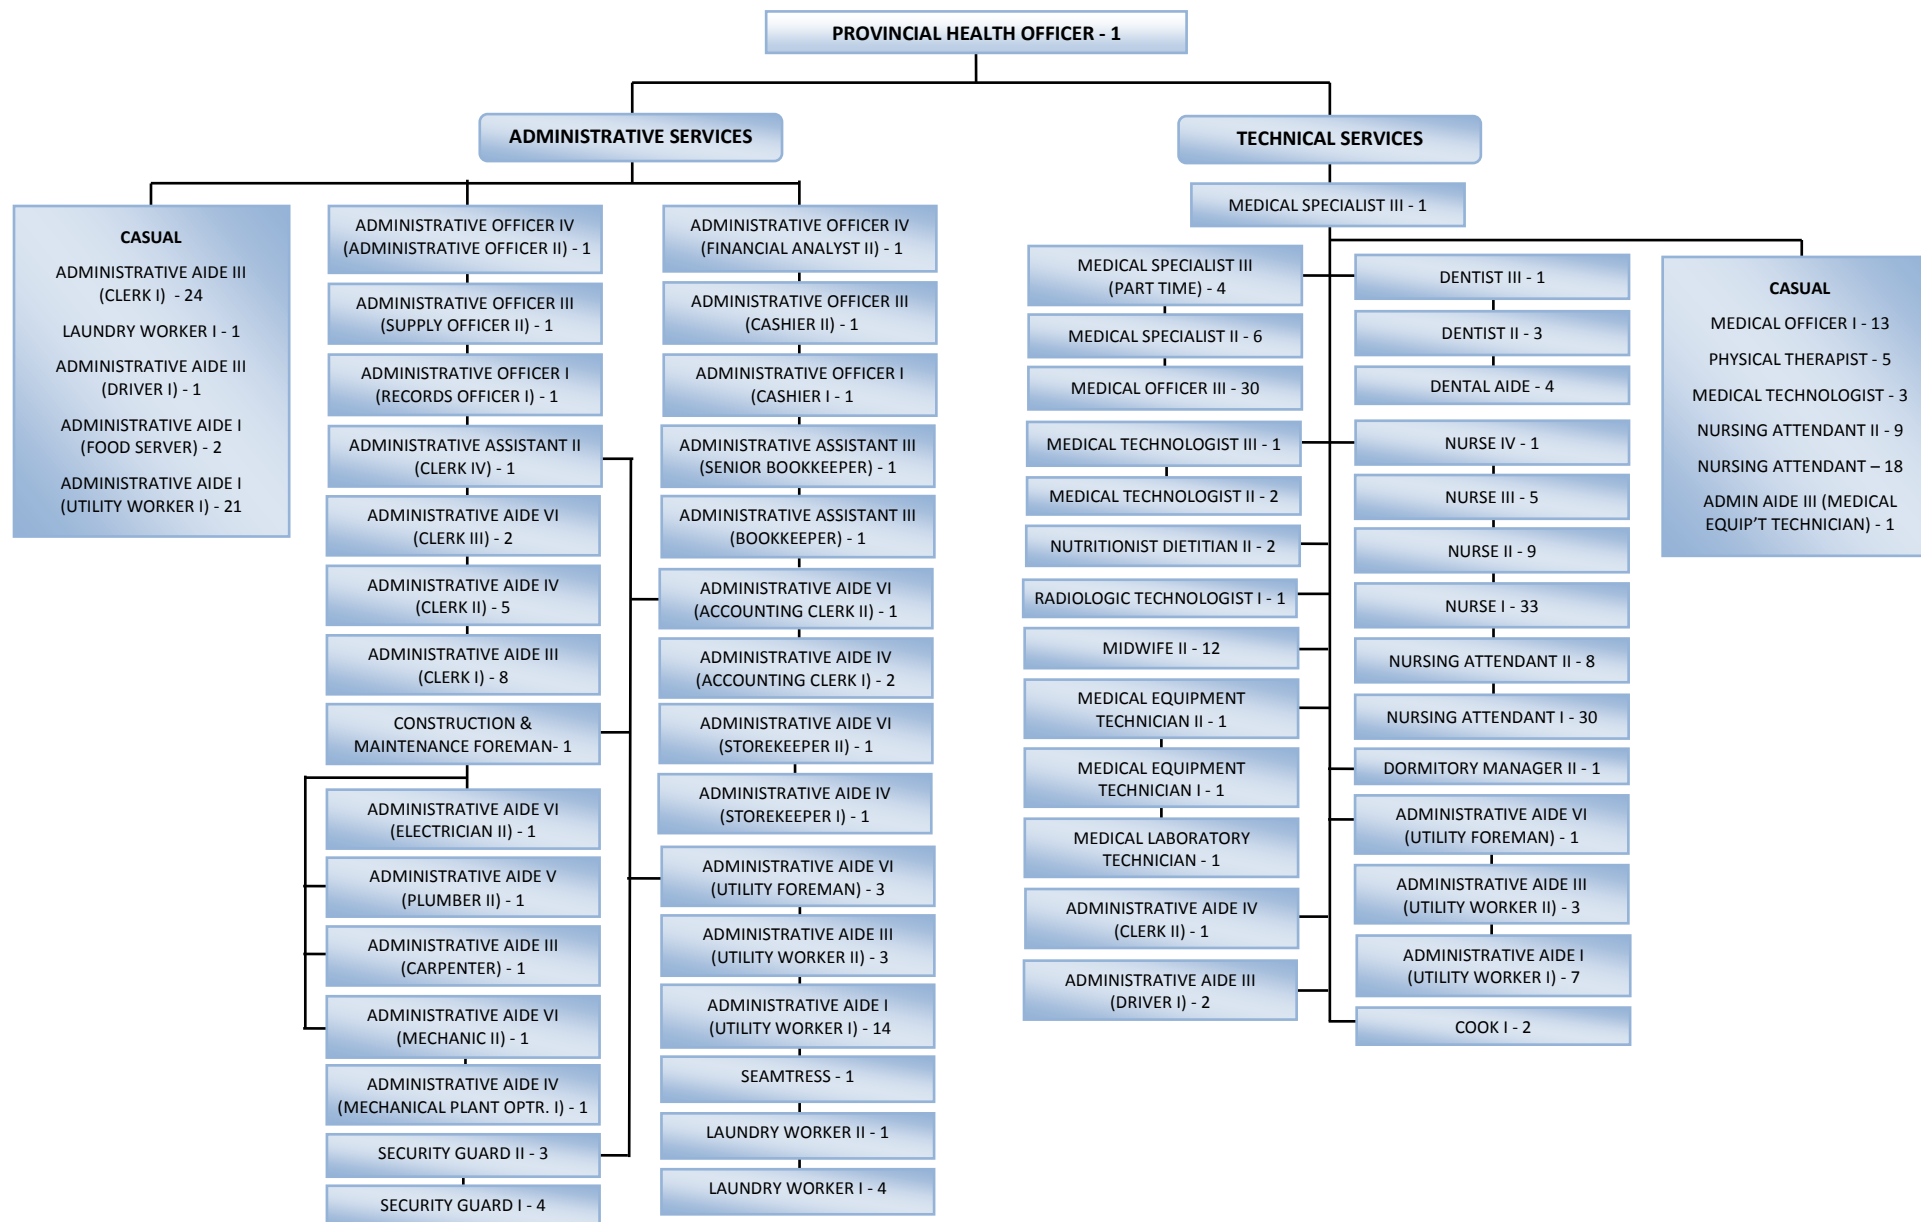 PROVINCIAL HEALTH OFFICER - 1
ADMINISTRATIVE SERVICES
TECHNICAL SERVICES
CASUAL
ADMINISTRATIVE AIDE III
(CLERK I)  - 24
LAUNDRY WORKER I - 1
ADMINISTRATIVE AIDE III
(DRIVER I) - 1
ADMINISTRATIVE AIDE I
(FOOD SERVER) - 2
ADMINISTRATIVE AIDE I
(UTILITY WORKER I) - 21
ADMINISTRATIVE OFFICER IV
(ADMINISTRATIVE OFFICER II) - 1
ADMINISTRATIVE OFFICER III
(SUPPLY OFFICER II) - 1
ADMINISTRATIVE OFFICER I
(RECORDS OFFICER I) - 1
ADMINISTRATIVE ASSISTANT II
(CLERK IV) - 1
ADMINISTRATIVE AIDE VI
(CLERK III) - 2
ADMINISTRATIVE AIDE IV
(CLERK II) - 5
ADMINISTRATIVE AIDE III
(CLERK I) - 8
CONSTRUCTION &
MAINTENANCE FOREMAN- 1
ADMINISTRATIVE AIDE VI
(ELECTRICIAN II) - 1
ADMINISTRATIVE AIDE V
(PLUMBER II) - 1
ADMINISTRATIVE AIDE III
(CARPENTER) - 1
ADMINISTRATIVE AIDE VI
(MECHANIC II) - 1
ADMINISTRATIVE AIDE IV
(MECHANICAL PLANT OPTR. I) - 1
SECURITY GUARD II - 3
SECURITY GUARD I - 4
ADMINISTRATIVE OFFICER IV
(FINANCIAL ANALYST II) - 1
ADMINISTRATIVE OFFICER III
(CASHIER II) - 1
ADMINISTRATIVE OFFICER I
(CASHIER I - 1
ADMINISTRATIVE ASSISTANT III
(SENIOR BOOKKEEPER) - 1
ADMINISTRATIVE ASSISTANT III
(BOOKKEEPER) - 1
ADMINISTRATIVE AIDE VI
(ACCOUNTING CLERK II) - 1
ADMINISTRATIVE AIDE IV
(ACCOUNTING CLERK I) - 2
ADMINISTRATIVE AIDE VI
(STOREKEEPER II) - 1
ADMINISTRATIVE AIDE IV
(STOREKEEPER I) - 1
ADMINISTRATIVE AIDE VI
(UTILITY FOREMAN) - 3
ADMINISTRATIVE AIDE III
(UTILITY WORKER II) - 3
ADMINISTRATIVE AIDE I
(UTILITY WORKER I) - 14
SEAMTRESS - 1
LAUNDRY WORKER II - 1
LAUNDRY WORKER I - 4
MEDICAL SPECIALIST III - 1
MEDICAL SPECIALIST III
(PART TIME) - 4
MEDICAL SPECIALIST II - 6
MEDICAL OFFICER III - 30
MEDICAL TECHNOLOGIST III - 1
MEDICAL TECHNOLOGIST II - 2
NUTRITIONIST DIETITIAN II - 2
RADIOLOGIC TECHNOLOGIST I - 1
MIDWIFE II - 12
MEDICAL EQUIPMENT
TECHNICIAN II - 1
MEDICAL EQUIPMENT
TECHNICIAN I - 1
MEDICAL LABORATORY
TECHNICIAN - 1
ADMINISTRATIVE AIDE IV
(CLERK II) - 1
ADMINISTRATIVE AIDE III
(DRIVER I) - 2
DENTIST III - 1
DENTIST II - 3
DENTAL AIDE - 4
NURSE IV - 1
NURSE III - 5
NURSE II - 9
NURSE I - 33
NURSING ATTENDANT II - 8
NURSING ATTENDANT I - 30
DORMITORY MANAGER II - 1
ADMINISTRATIVE AIDE VI
(UTILITY FOREMAN) - 1
ADMINISTRATIVE AIDE III
(UTILITY WORKER II) - 3
ADMINISTRATIVE AIDE I
(UTILITY WORKER I) - 7
COOK I - 2
CASUAL
MEDICAL OFFICER I - 13
PHYSICAL THERAPIST - 5
MEDICAL TECHNOLOGIST - 3
NURSING ATTENDANT II - 9
NURSING ATTENDANT – 18
ADMIN AIDE III (MEDICAL
EQUIP’T TECHNICIAN) - 1